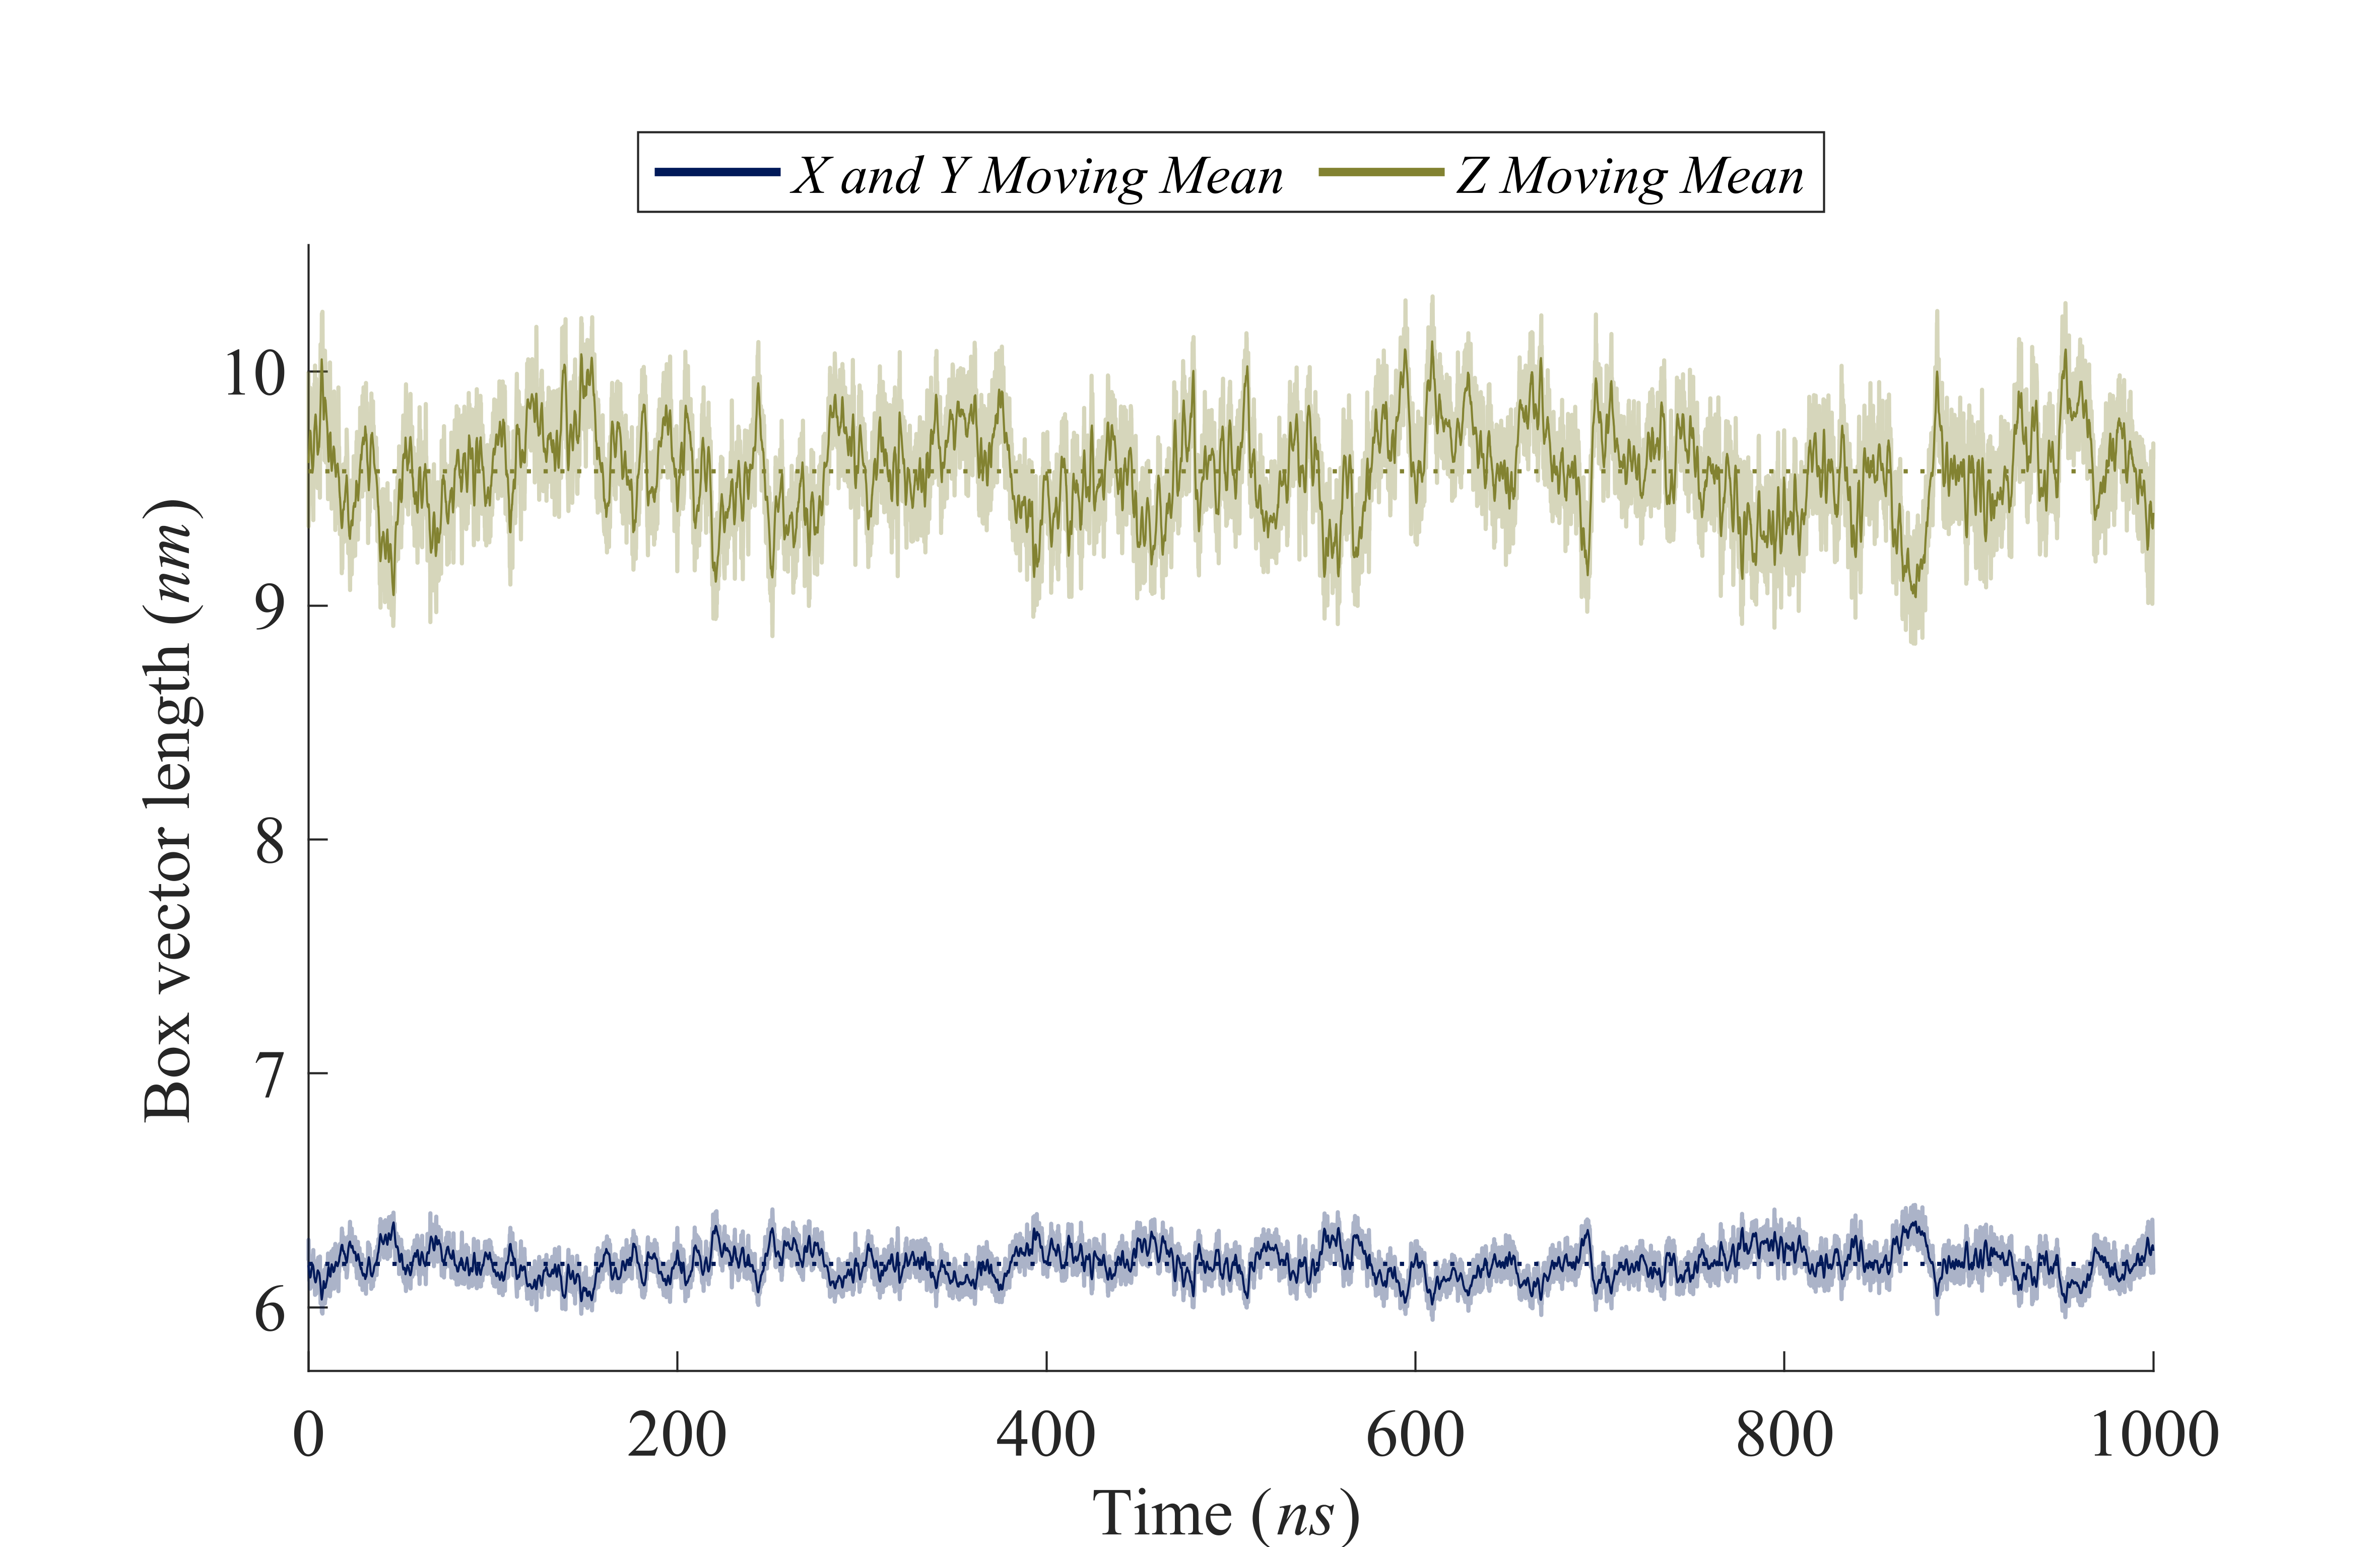 X and Y Moving Mean Z Moving Mean
10
9
8
7
6
Box vector length (nm)
0 200 400 600 800 1000
Time (ns)